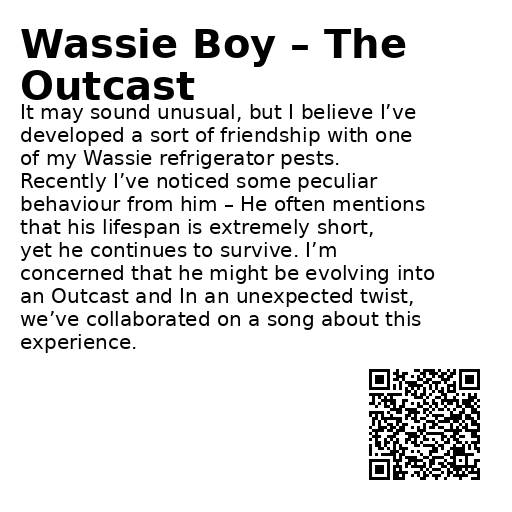 Wassie Boy – The
Outcast
It may sound unusual, but I believe I’ve
developed a sort of friendship with one
of my Wassie refrigerator pests.
Recently I’ve noticed some peculiar
behaviour from him – He often mentions
that his lifespan is extremely short,
yet he continues to survive. I’m
concerned that he might be evolving into
an Outcast and In an unexpected twist,
we’ve collaborated on a song about this
experience.